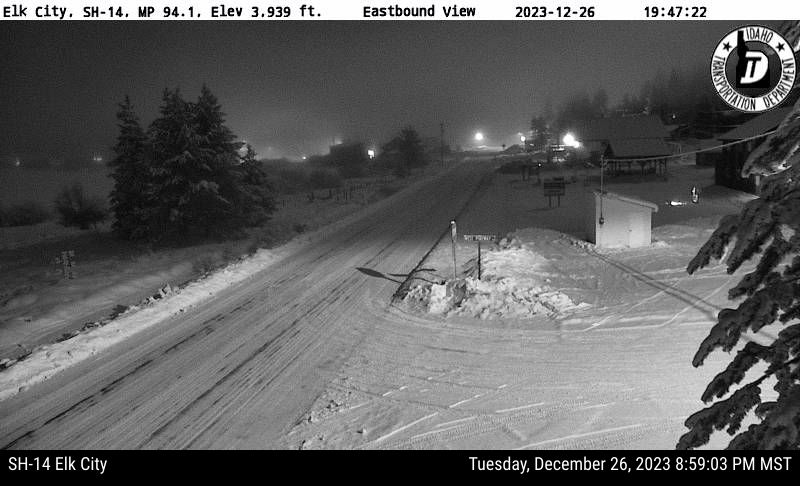 Elk City, SH-14, MP 94.1, Elev 3,939 ft. Eastbound View 2023-12-26 19:47:22
IDAHO
TRANSPORTATION DEPARTMENT
SH-14 Elk City Tuesday, December 26, 2023 8:59:03 PM MST